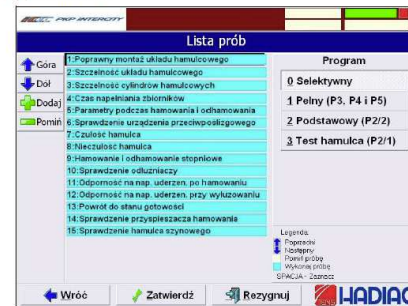 PKP INTERCITY
Lista prób
Góra
Dół
Dodaj
Pomiń
1:Poprawny montaż układu hamulcowego
2:Szczelność układu hamulcowego
3:Szczelność cylindrów hamulcowych
4:Czas napełniania zbiorników
5:Parametry podczas hamowania i odhamowania
6:Sprawdzenie urządzenia przeciwpoślizgowego
7:Czułość hamulca
8:Nieczułość hamulca
9:Hamowanie i odhamowanie stopniowe
10:Sprawdzenie odluźniaczy
11:Odporność na nap. uderzen. po hamowaniu
12:Odporność na nap. uderzen. przy wyluzowaniu
13:Powrót do stanu gotowości
14:Sprawdzenie przyspieszacza hamowania
15:Sprawdzenie hamulca szynowego
Program
0 Selektywny
1 Pełny (P3, P4 i P5)
2 Podstawowy (P2/2)
3 Test hamulca (P2/1)
Legenda
Poprzedni
Następny
Pomiń próbę
Wykonaj próbę
SPACJA - Zaznacz
Wróć
Zatwierdź
Rezygnuj
HADIAG